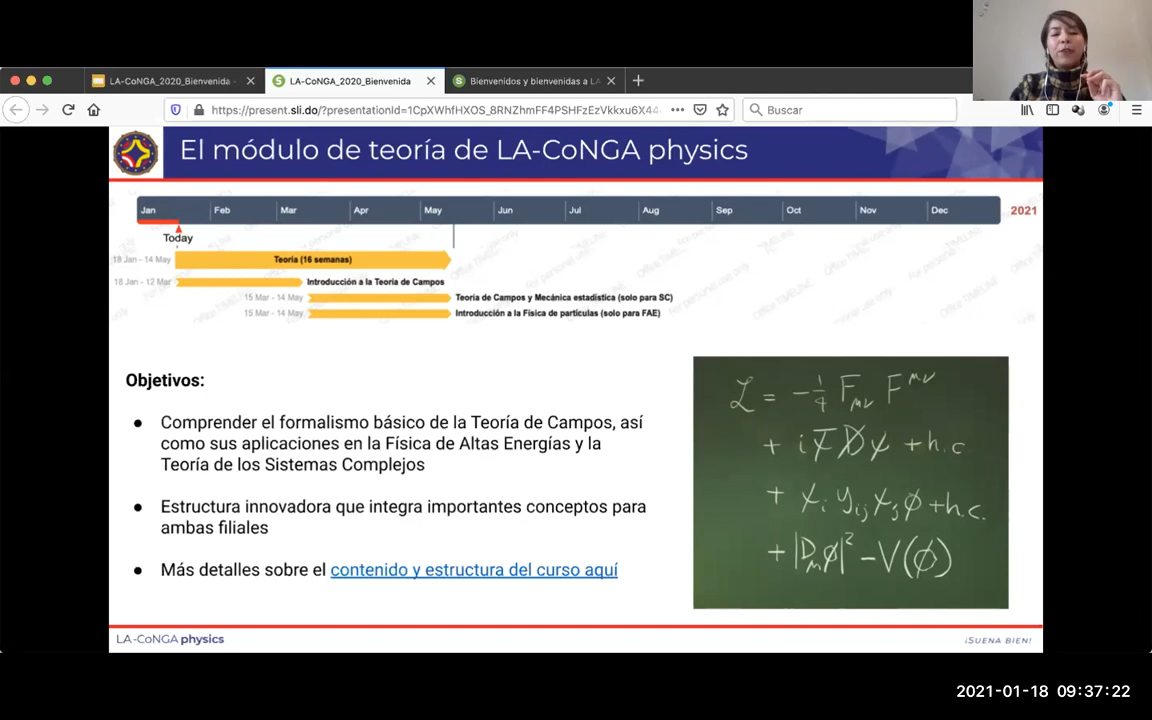 LA-CoNGA_2020_Bienvenida -
LA-CoNGA_2020_Bienvenida
Bienvenidos y bienvenidas a LA
https://present.sli.do/?presentationId=1CpXWhfHXOS_8RNZhmFF4PSHFzEzVkkxu6X44
Buscar
El módulo de teoría de LA-CoNGA physics
Jan Feb Mar Apr May Jun Jul Aug Sep Oct Nov Dec 2021
Today
18 Jan - 14 May Teoría (16 semanas)
18 Jan - 12 Mar Introducción a la Teoría de Campos
15 Mar - 14 May Teoría de Campos y Mecánica estadística (solo para SC)
15 Mar - 14 May Introducción a la Física de partículas (solo para FAE)
Objetivos:
● Comprender el formalismo básico de la Teoría de Campos, así
como sus aplicaciones en la Física de Altas Energías y la
Teoría de los Sistemas Complejos
● Estructura innovadora que integra importantes conceptos para
ambas filiales
● Más detalles sobre el contenido y estructura del curso aquí
ℒ = -¼ Fμν F^μν
+ i ψ̄ D̸ ψ + h.c.
+ ψi yij ψj φ + h.c.
+ |Dμ φ|² - V(φ)
LA-CoNGA physics
¡SUENA BIEN!
2021-01-18 09:37:22